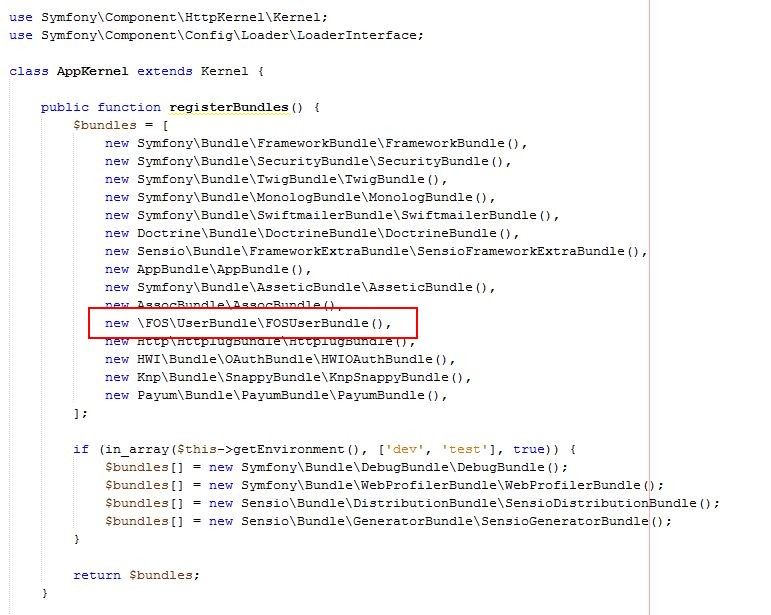 use Symfony\Component\HttpKernel\Kernel;
use Symfony\Component\Config\Loader\LoaderInterface;
class AppKernel extends Kernel {
public function registerBundles() {
$bundles = [
new Symfony\Bundle\FrameworkBundle\FrameworkBundle(),
new Symfony\Bundle\SecurityBundle\SecurityBundle(),
new Symfony\Bundle\TwigBundle\TwigBundle(),
new Symfony\Bundle\MonologBundle\MonologBundle(),
new Symfony\Bundle\SwiftmailerBundle\SwiftmailerBundle(),
new Doctrine\Bundle\DoctrineBundle\DoctrineBundle(),
new Sensio\Bundle\FrameworkExtraBundle\SensioFrameworkExtraBundle(),
new AppBundle\AppBundle(),
new Symfony\Bundle\AsseticBundle\AsseticBundle(),
new AssocBundle\AssocBundle(),
new \FOS\UserBundle\FOSUserBundle(),
new Http\HttplugBundle\HttplugBundle(),
new HWI\Bundle\OAuthBundle\HWIOAuthBundle(),
new Knp\Bundle\SnappyBundle\KnpSnappyBundle(),
new Payum\Bundle\PayumBundle\PayumBundle(),
];
if (in_array($this->getEnvironment(), ['dev', 'test'], true)) {
$bundles[] = new Symfony\Bundle\DebugBundle\DebugBundle();
$bundles[] = new Symfony\Bundle\WebProfilerBundle\WebProfilerBundle();
$bundles[] = new Sensio\Bundle\DistributionBundle\SensioDistributionBundle();
$bundles[] = new Sensio\Bundle\GeneratorBundle\SensioGeneratorBundle();
}
return $bundles;
}